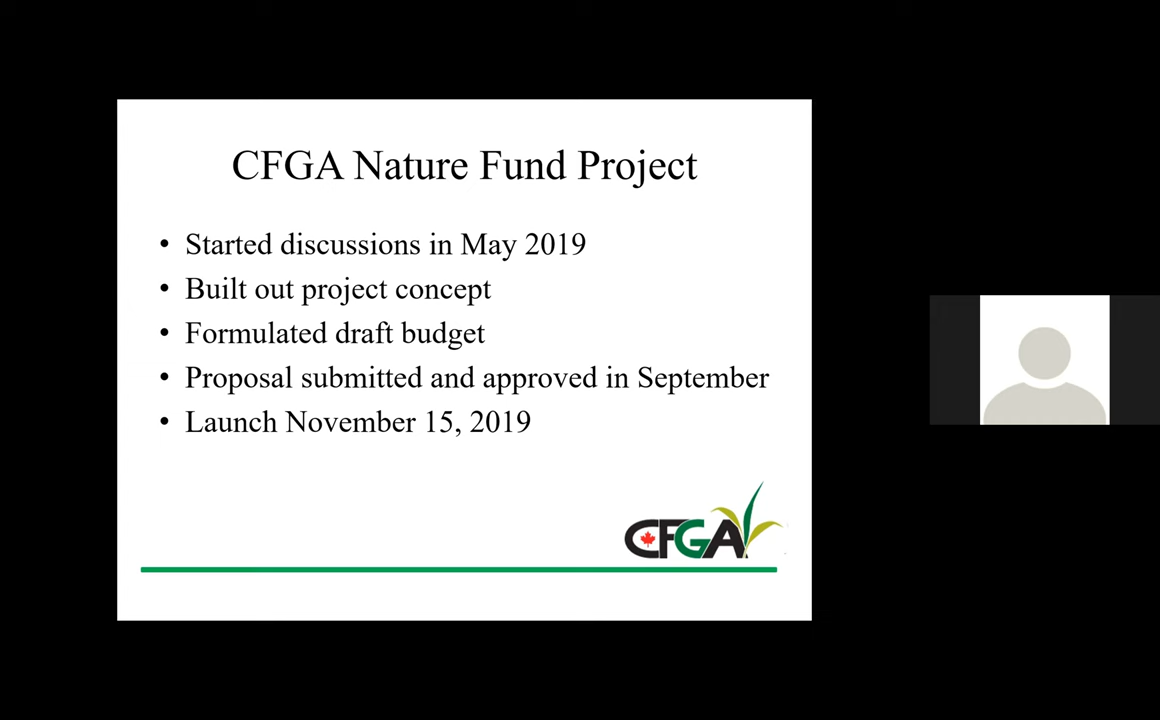 CFGA Nature Fund Project
• Started discussions in May 2019
• Built out project concept
• Formulated draft budget
• Proposal submitted and approved in September
• Launch November 15, 2019
CFGA